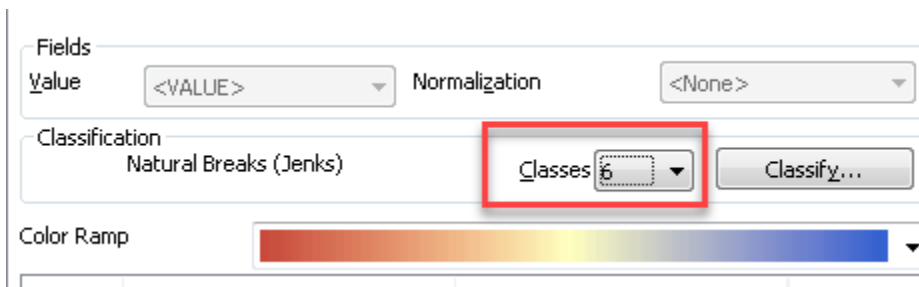 Fields
Value <VALUE> Normalization <None>
Classification
Natural Breaks (Jenks) Classes 6 Classify...
Color Ramp